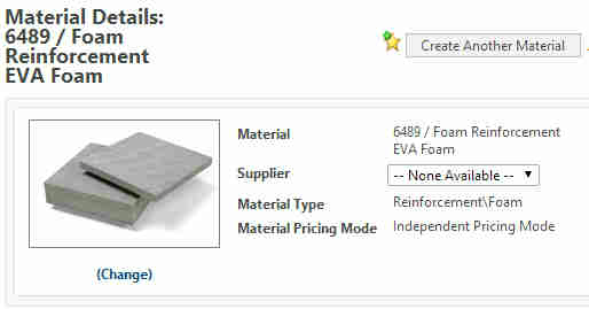 Material Details:
6489 / Foam
Reinforcement
EVA Foam
Create Another Material
Material
6489 / Foam Reinforcement
EVA Foam
Supplier
-- None Available --
Material Type
Reinforcement\Foam
Material Pricing Mode
Independent Pricing Mode
(Change)